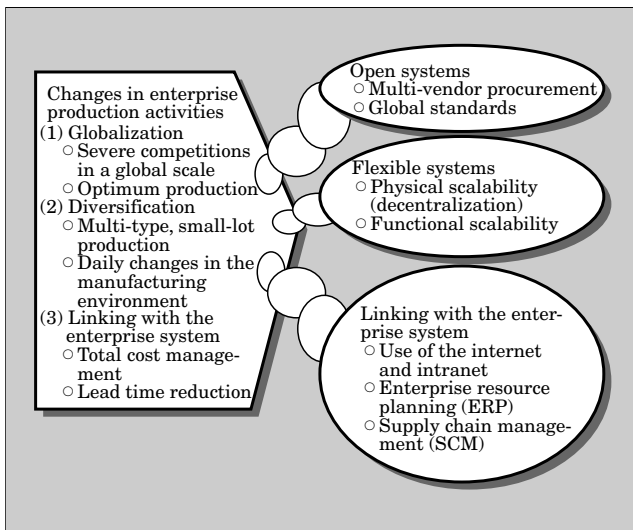 Changes in enterprise
production activities
(1) Globalization
○ Severe competitions
in a global scale
○ Optimum production
(2) Diversification
○ Multi-type, small-lot
production
○ Daily changes in the
manufacturing
environment
(3) Linking with the
enterprise system
○ Total cost manage-
ment
○ Lead time reduction
Open systems
○ Multi-vendor procurement
○ Global standards
Flexible systems
○ Physical scalability
(decentralization)
○ Functional scalability
Linking with the enter-
prise system
○ Use of the internet
and intranet
○ Enterprise resource
planning (ERP)
○ Supply chain manage-
ment (SCM)